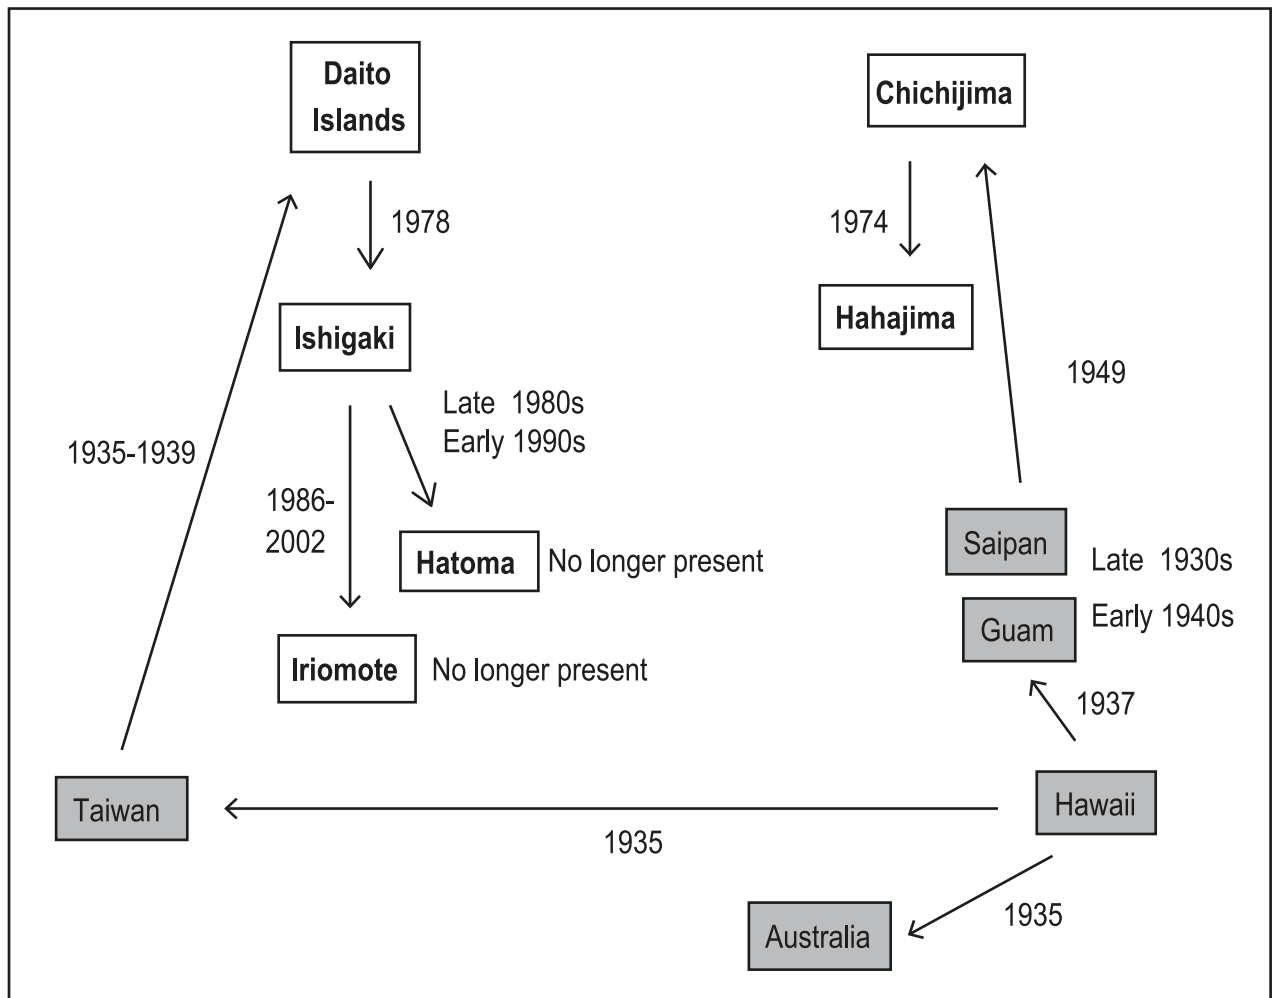 Daito
Islands
Chichijima
1978
1974
Ishigaki
Hahajima
1949
Late 1980s
Early 1990s
1935-1939
1986-
2002
Hatoma
No longer present
Saipan
Late 1930s
Guam
Early 1940s
Iriomote
No longer present
1937
Taiwan
Hawaii
1935
1935
Australia